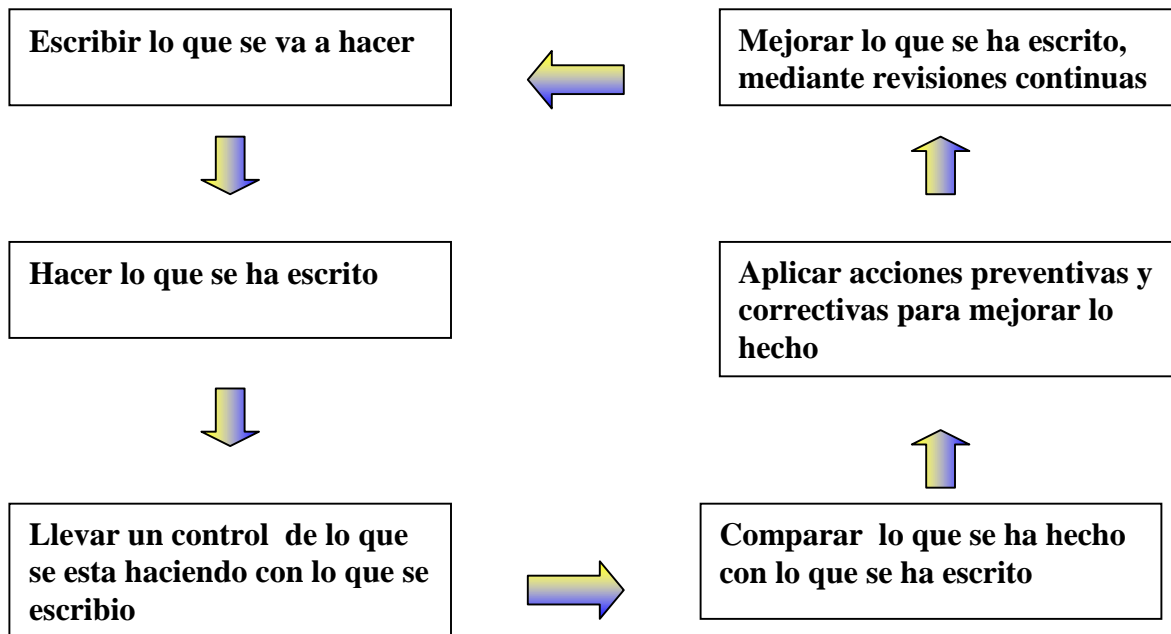 Escribir lo que se va a hacer
Mejorar lo que se ha escrito,
mediante revisiones continuas
Hacer lo que se ha escrito
Aplicar acciones preventivas y
correctivas para mejorar lo
hecho
Llevar un control  de lo que
se esta haciendo con lo que se
escribio
Comparar  lo que se ha hecho
con lo que se ha escrito